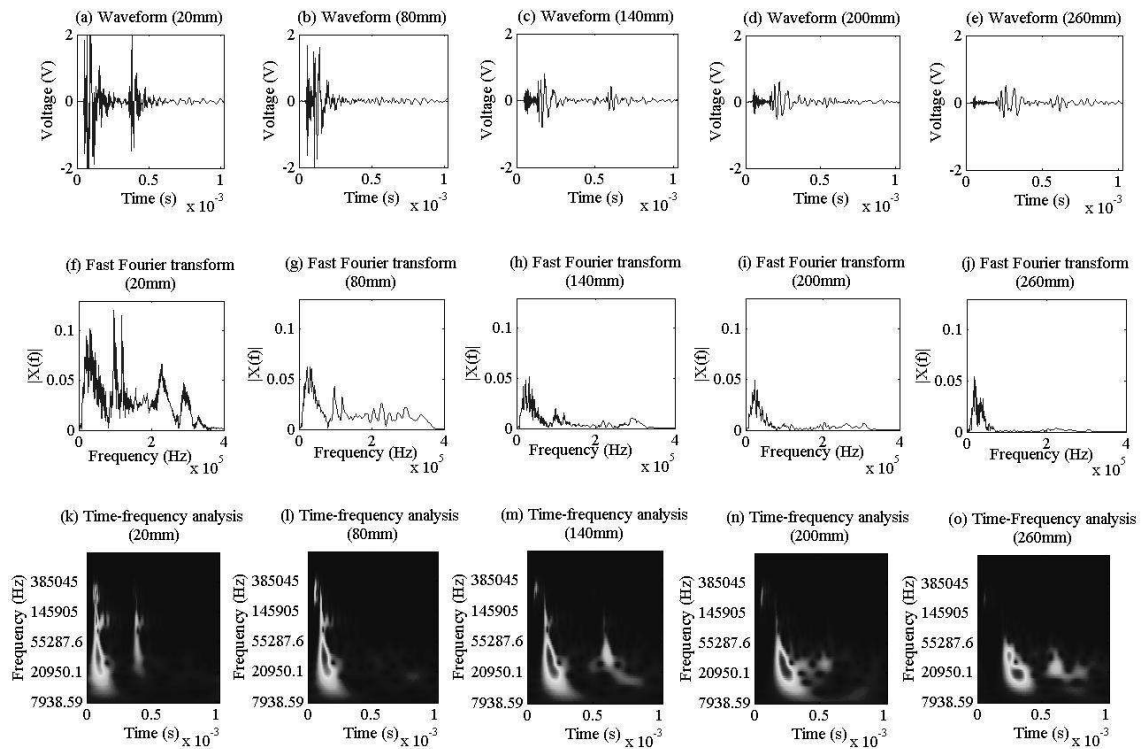 (a) Waveform (20mm)
(b) Waveform (80mm)
(c) Waveform (140mm)
(d) Waveform (200mm)
(e) Waveform (260mm)
Voltage (V)
2
0
-2
0
0.5
1
Time (s)
x 10⁻³
Voltage (V)
2
0
-2
0
0.5
1
Time (s)
x 10⁻³
Voltage (V)
2
0
-2
0
0.5
1
Time (s)
x 10⁻³
Voltage (V)
2
0
-2
0
0.5
1
Time (s)
x 10⁻³
Voltage (V)
2
0
-2
0
0.5
1
Time (s)
x 10⁻³
(f) Fast Fourier transform
(20mm)
(g) Fast Fourier transform
(80mm)
(h) Fast Fourier transform
(140mm)
(i) Fast Fourier transform
(200mm)
(j) Fast Fourier transform
(260mm)
|X(f)|
0.1
0.05
0
0
2
4
Frequency (Hz)
x 10⁵
|X(f)|
0.1
0.05
0
0
2
4
Frequency (Hz)
x 10⁵
|X(f)|
0.1
0.05
0
0
2
4
Frequency (Hz)
x 10⁵
|X(f)|
0.1
0.05
0
0
2
4
Frequency (Hz)
x 10⁵
|X(f)|
0.1
0.05
0
0
2
4
Frequency (Hz)
x 10⁵
(k) Time-frequency analysis
(20mm)
(l) Time-frequency analysis
(80mm)
(m) Time-frequency analysis
(140mm)
(n) Time-frequency analysis
(200mm)
(o) Time-Frequency analysis
(260mm)
Frequency (Hz)
385045
145905
55287.6
20950.1
7938.59
0
0.5
1
Time (s)
x 10⁻³
Frequency (Hz)
385045
145905
55287.6
20950.1
7938.59
0
0.5
1
Time (s)
x 10⁻³
Frequency (Hz)
385045
145905
55287.6
20950.1
7938.59
0
0.5
1
Time (s)
x 10⁻³
Frequency (Hz)
385045
145905
55287.6
20950.1
7938.59
0
0.5
1
Time (s)
x 10⁻³
Frequency (Hz)
385045
145905
55287.6
20950.1
7938.59
0
0.5
1
Time (s)
x 10⁻³